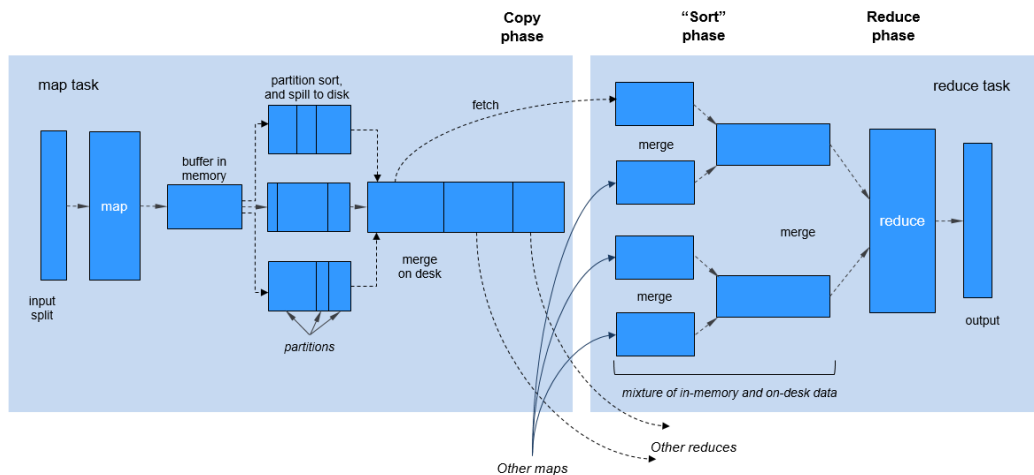 Copy
phase
“Sort”
phase
Reduce
phase
map task
partition sort,
and spill to disk
fetch
reduce task
buffer in
memory
merge
map
reduce
merge
merge
on desk
merge
input
split
output
partitions
mixture of in-memory and on-desk data
Other reduces
Other maps